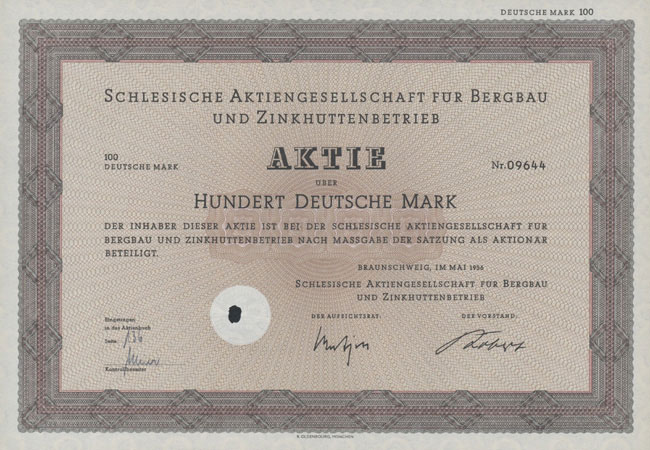 DEUTSCHE MARK 100
SCHLESISCHE AKTIENGESELLSCHAFT FÜR BERGBAU
UND ZINKHÜTTENBETRIEB
100
DEUTSCHE MARK
AKTIE
Nr. 09644
ÜBER
HUNDERT DEUTSCHE MARK
DER INHABER DIESER AKTIE IST BEI DER SCHLESISCHE AKTIENGESELLSCHAFT FÜR
BERGBAU UND ZINKHÜTTENBETRIEB NACH MASSGABE DER SATZUNG ALS AKTIONÄR
BETEILIGT.
BRAUNSCHWEIG, IM MAI 1956
SCHLESISCHE AKTIENGESELLSCHAFT FÜR BERGBAU
UND ZINKHÜTTENBETRIEB
DER AUFSICHTSRAT:
DER VORSTAND:
Eingetragen
in das Aktienbuch
Seite
Kontrollbeamter
R. OLDENBOURG, MÜNCHEN